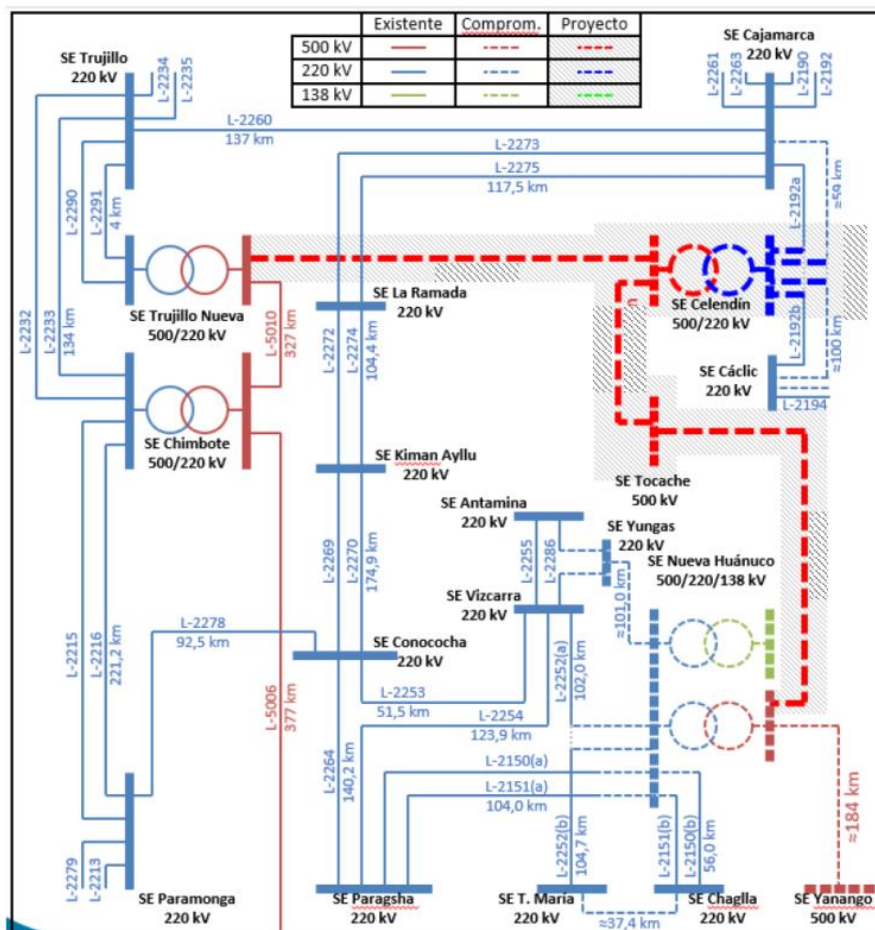 Existente Comprom. Proyecto
500 kV
220 kV
138 kV
SE Trujillo
220 kV
L-2234
L-2235
SE Cajamarca
220 kV
L-2261
L-2263
L-2190
L-2192
L-2260
137 km
L-2273
L-2275
117,5 km
L-2290
L-2291
4 km
L-2192a
≈59 km
SE Trujillo Nueva
500/220 kV
SE La Ramada
220 kV
n
SE Celendín
500/220 kV
L-2232
L-2233
134 km
L-5010
327 km
L-2272
L-2274
104,4 km
L-2192b
≈100 km
SE Cáclic
220 kV
L-2194
SE Chimbote
500/220 kV
SE Kiman Ayllu
220 kV
SE Tocache
500 kV
SE Antamina
220 kV
SE Yungas
220 kV
L-2255
L-2286
SE Nueva Huánuco
500/220/138 kV
L-2269
L-2270
174,9 km
SE Vizcarra
220 kV
≈101,0 km
L-2215
L-2216
221,2 km
L-2278
92,5 km
SE Conococha
220 kV
L-2252(a)
102,0 km
L-2253
51,5 km
L-5006
377 km
L-2254
123,9 km
L-2264
140,2 km
L-2150(a)
L-2151(a)
104,0 km
L-2252(b)
104,7 km
L-2151(b)
L-2150(b)
56,0 km
≈184 km
L-2279
L-2213
SE Paramonga
220 kV
SE Paragsha
220 kV
SE T. María
220 kV
SE Chaglla
220 kV
SE Yanango
500 kV
≈37,4 km